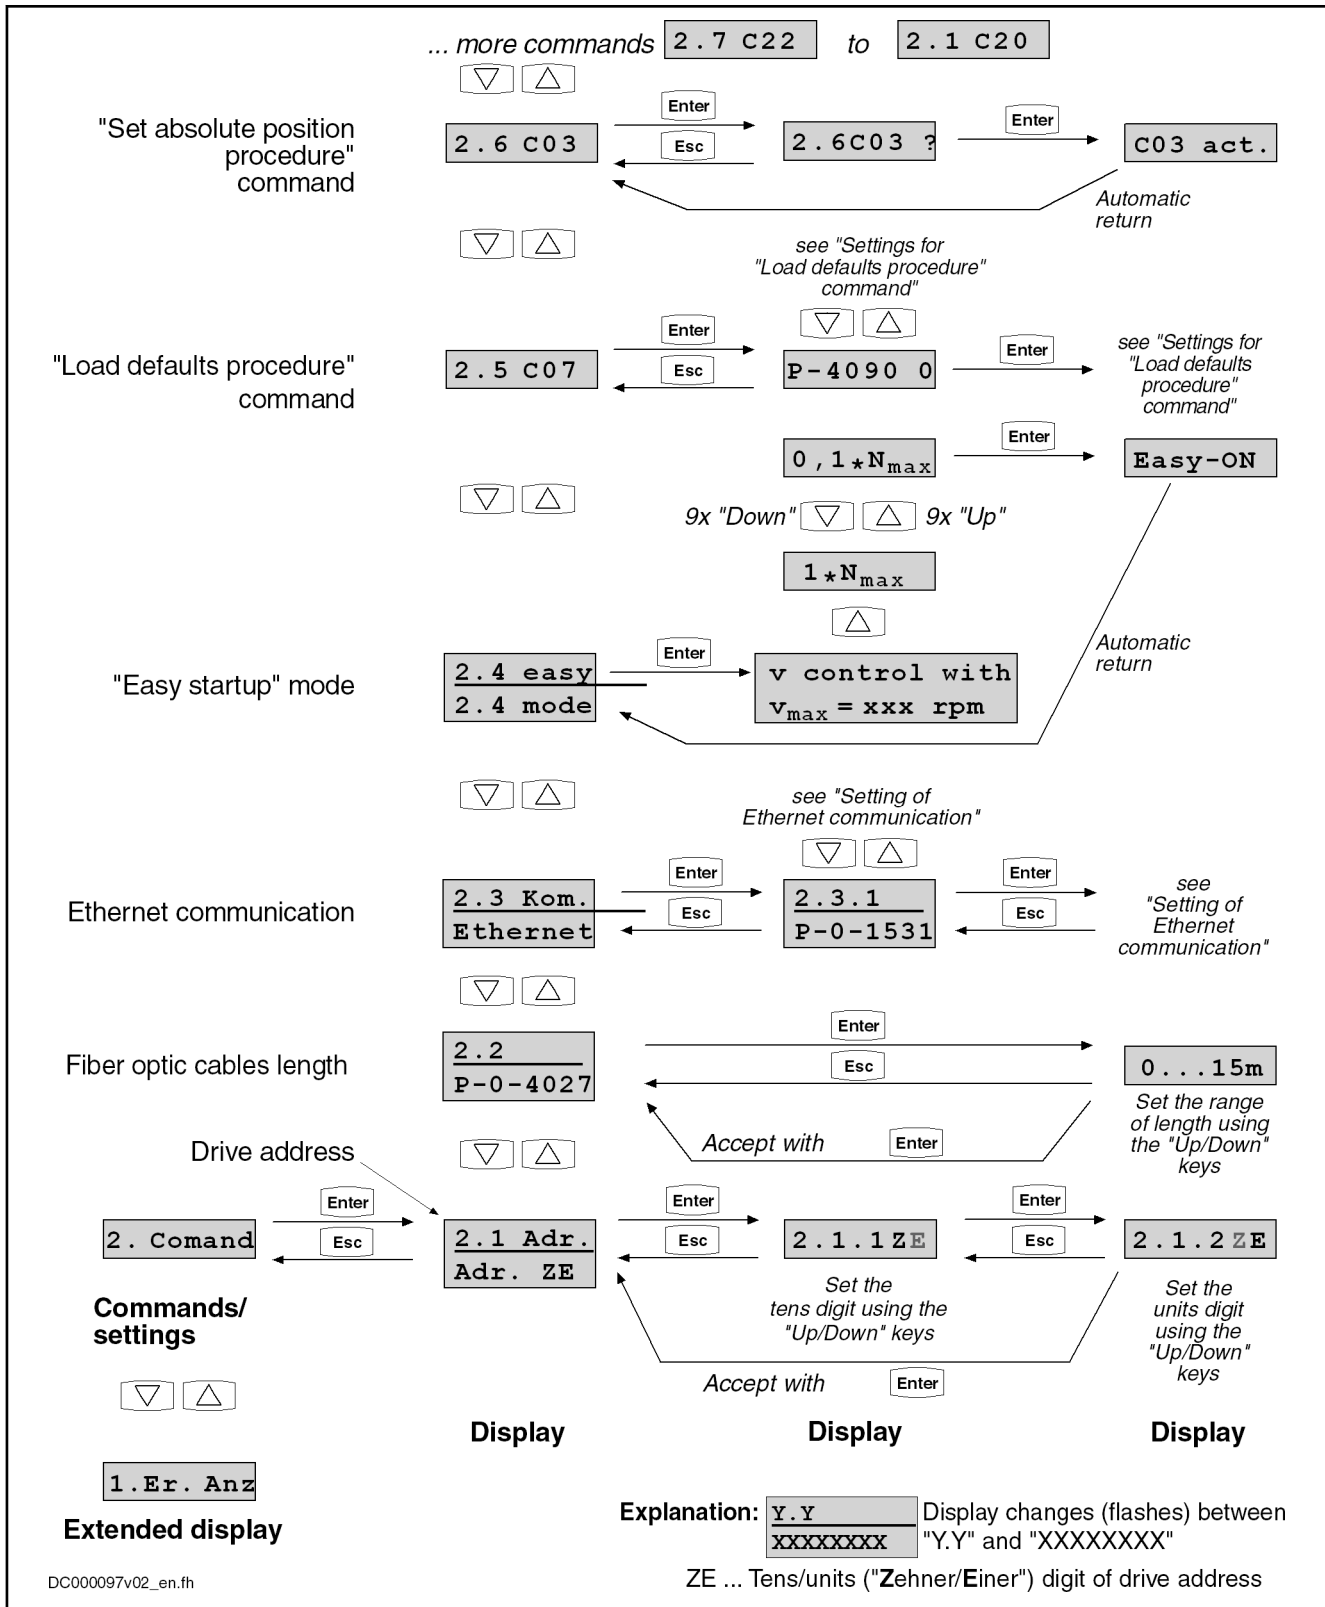 ... more commands 2.7 C22 to 2.1 C20
"Set absolute position
procedure"
command
2.6 C03
Enter
Esc
2.6C03 ?
Enter
C03 act.
Automatic
return
see "Settings for
"Load defaults procedure"
command"
"Load defaults procedure"
command
2.5 C07
Enter
Esc
P-4090 0
Enter
see "Settings for
"Load defaults
procedure"
command"
0,1*Nmax
Enter
Easy-ON
9x "Down" 9x "Up"
1*Nmax
Automatic
return
"Easy startup" mode
2.4 easy
2.4 mode
Enter
v control with
vmax = xxx rpm
see "Setting of
Ethernet communication"
Ethernet communication
2.3 Kom.
Ethernet
Enter
Esc
2.3.1
P-0-1531
Enter
Esc
see
"Setting of
Ethernet
communication"
Fiber optic cables length
2.2
P-0-4027
Enter
Esc
0...15m
Set the range
of length using
the "Up/Down"
keys
Accept with Enter
Drive address
2. Comand
Enter
Esc
2.1 Adr.
Adr. ZE
Enter
Esc
2.1.1ZE
Enter
Esc
2.1.2ZE
Commands/
settings
Set the
tens digit using the
"Up/Down" keys
Set the
units digit
using the
"Up/Down"
keys
Accept with Enter
Display Display Display
1.Er. Anz
Extended display
Explanation: Y.Y Display changes (flashes) between
XXXXXXXX "Y.Y" and "XXXXXXXX"
ZE ... Tens/units ("Zehner/Einer") digit of drive address
DC000097v02_en.fh